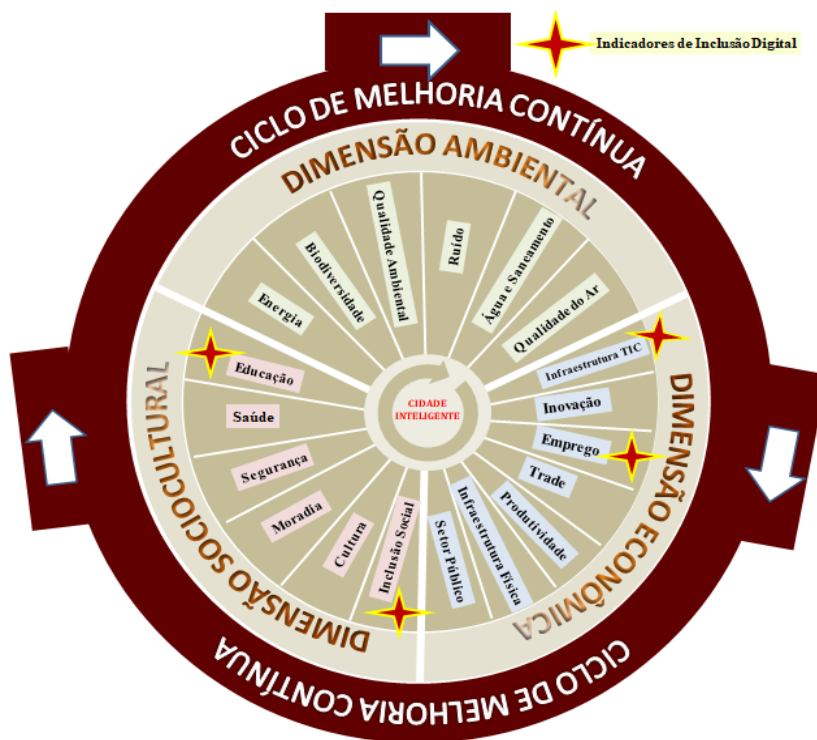 Indicadores de Inclusão Digital
CICLO DE MELHORIA CONTÍNUA
DIMENSÃO AMBIENTAL
Energia
Biodiversidade
Qualidade
Ambiental
Ruído
Água e Saneamento
Qualidade do Ar
DIMENSÃO ECONÔMICA
Infraestrutura TIC
Inovação
Emprego
Trade
Produtividade
Infraestrutura Física
Setor Público
DIMENSÃO SOCIOCULTURAL
Educação
Saúde
Segurança
Moradia
Cultura
Inclusão Social
CIDADE
INTELIGENTE
CICLO DE MELHORIA CONTÍNUA